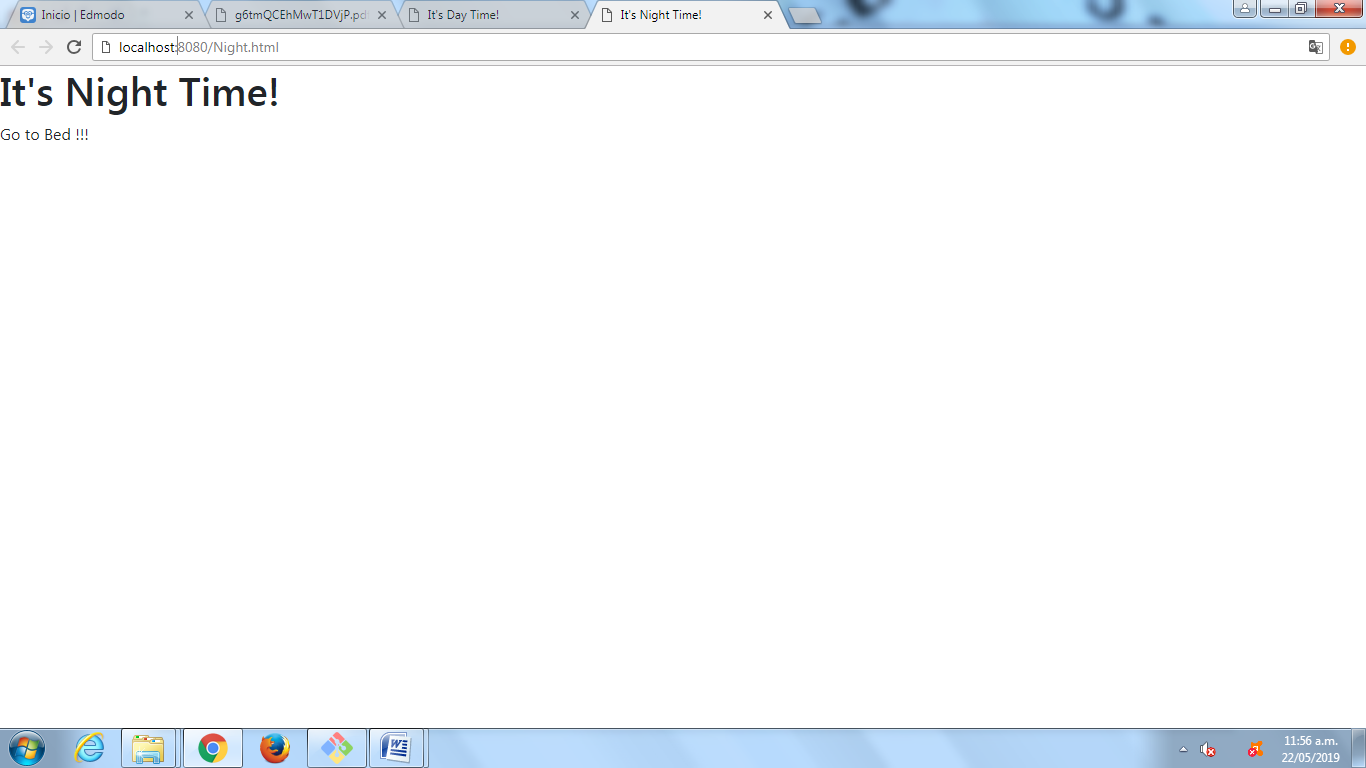 Inicio | Edmodo
g6tmQCEhMwT1DVjP.pdf
It's Day Time!
It's Night Time!
localhost:8080/Night.html
It's Night Time!
Go to Bed !!!
11:56 a.m.
22/05/2019